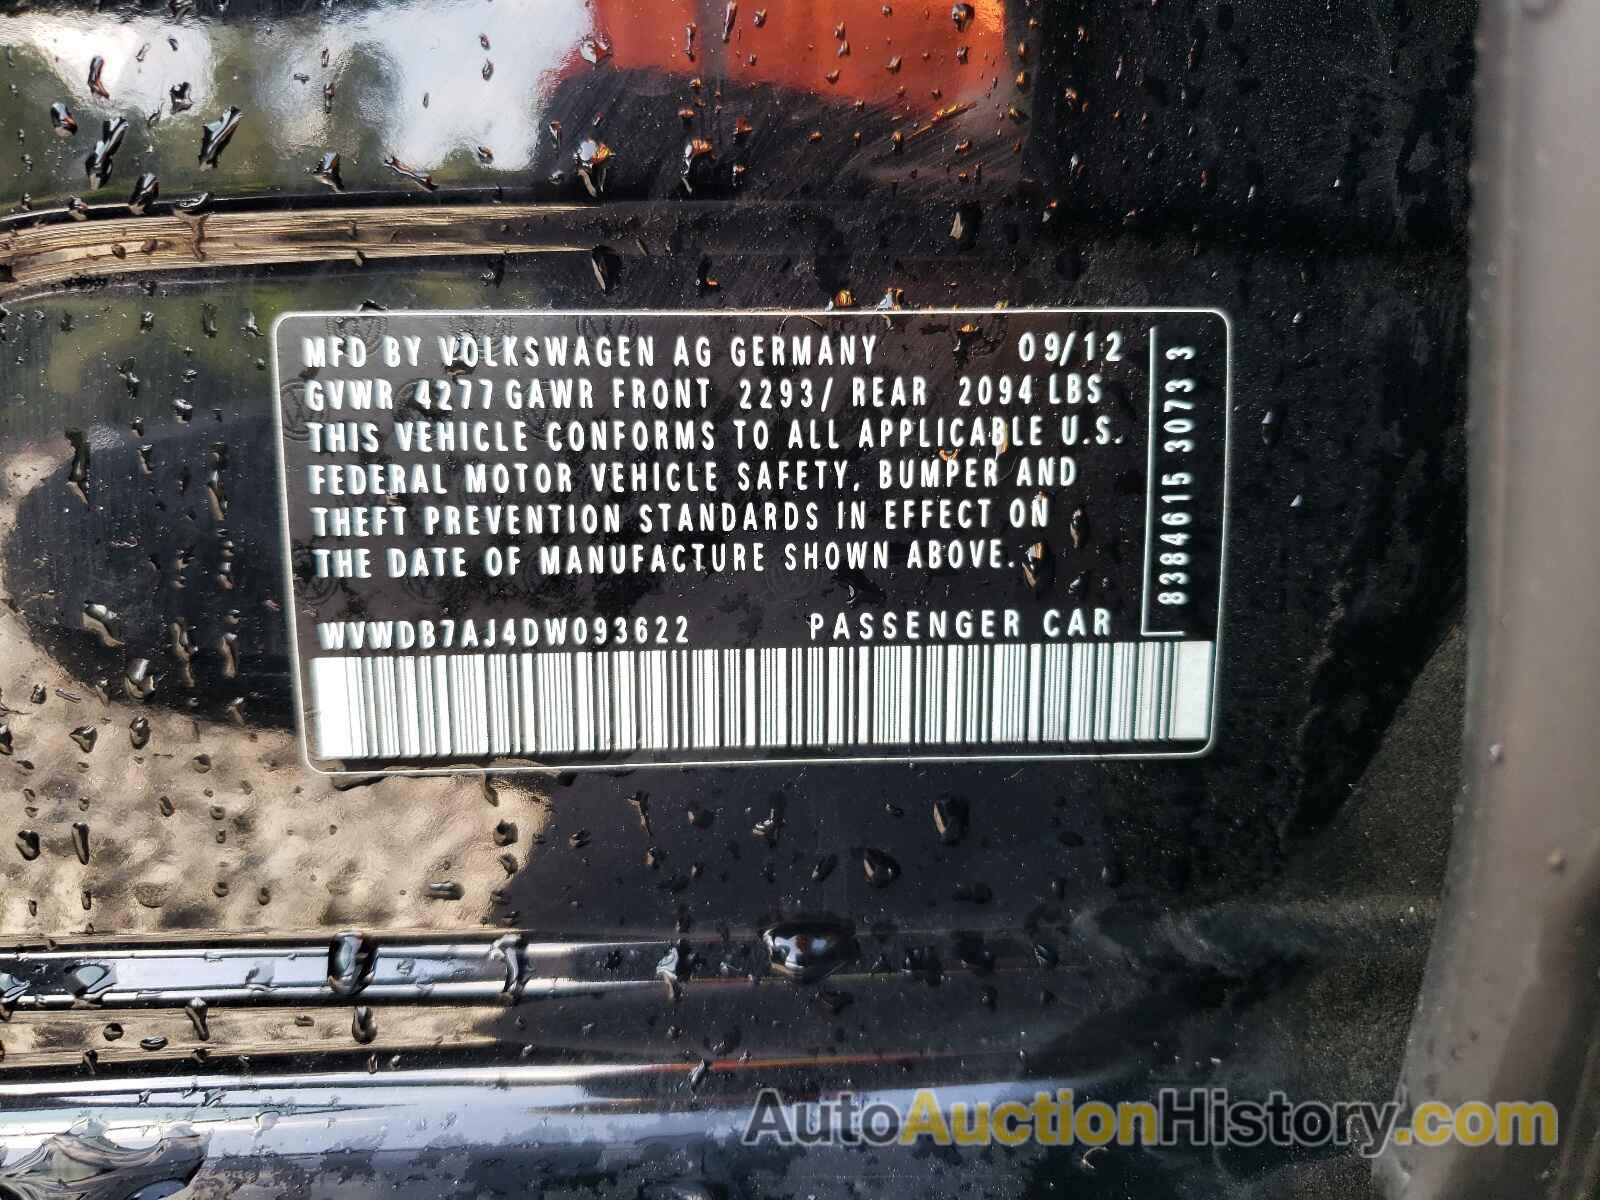 MFD BY VOLKSWAGEN AG GERMANY 09/12
GVWR 4277 GAWR FRONT 2293/ REAR 2094 LBS
THIS VEHICLE CONFORMS TO ALL APPLICABLE U.S.
FEDERAL MOTOR VEHICLE SAFETY, BUMPER AND
THEFT PREVENTION STANDARDS IN EFFECT ON
THE DATE OF MANUFACTURE SHOWN ABOVE.
WVWDB7AJ4DW093622 PASSENGER CAR
8384615 3073 3
AutoAuctionHistory.com